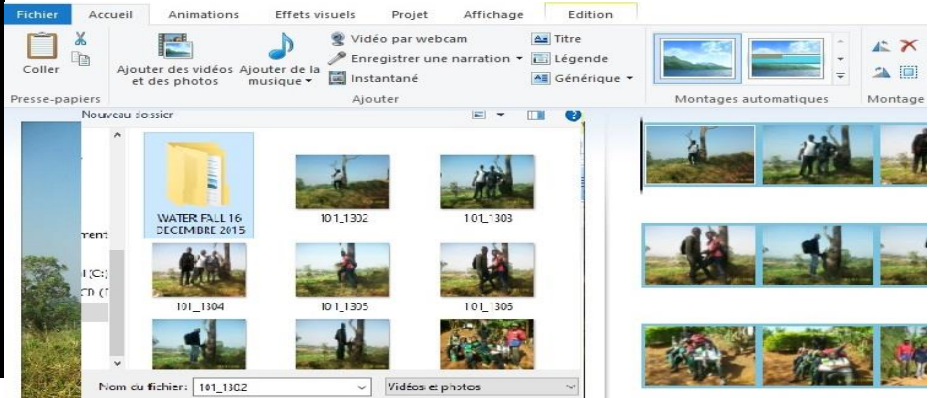 Fichier Accueil Animations Effets visuels Projet Affichage Edition
Coller
Ajouter des vidéos et des photos
Ajouter de la musique
Vidéo par webcam
Enregistrer une narration
Instantané
Titre
Légende
Générique
Presse-papiers Ajouter Montages automatiques Montage
Nouveau dossier
WATER FALL 16
DECEMBRE 2015
101_1302
101_1303
101_1304
101_1305
101_1306
(C:)
Nom du fichier: 101_1302 Vidéos et photos